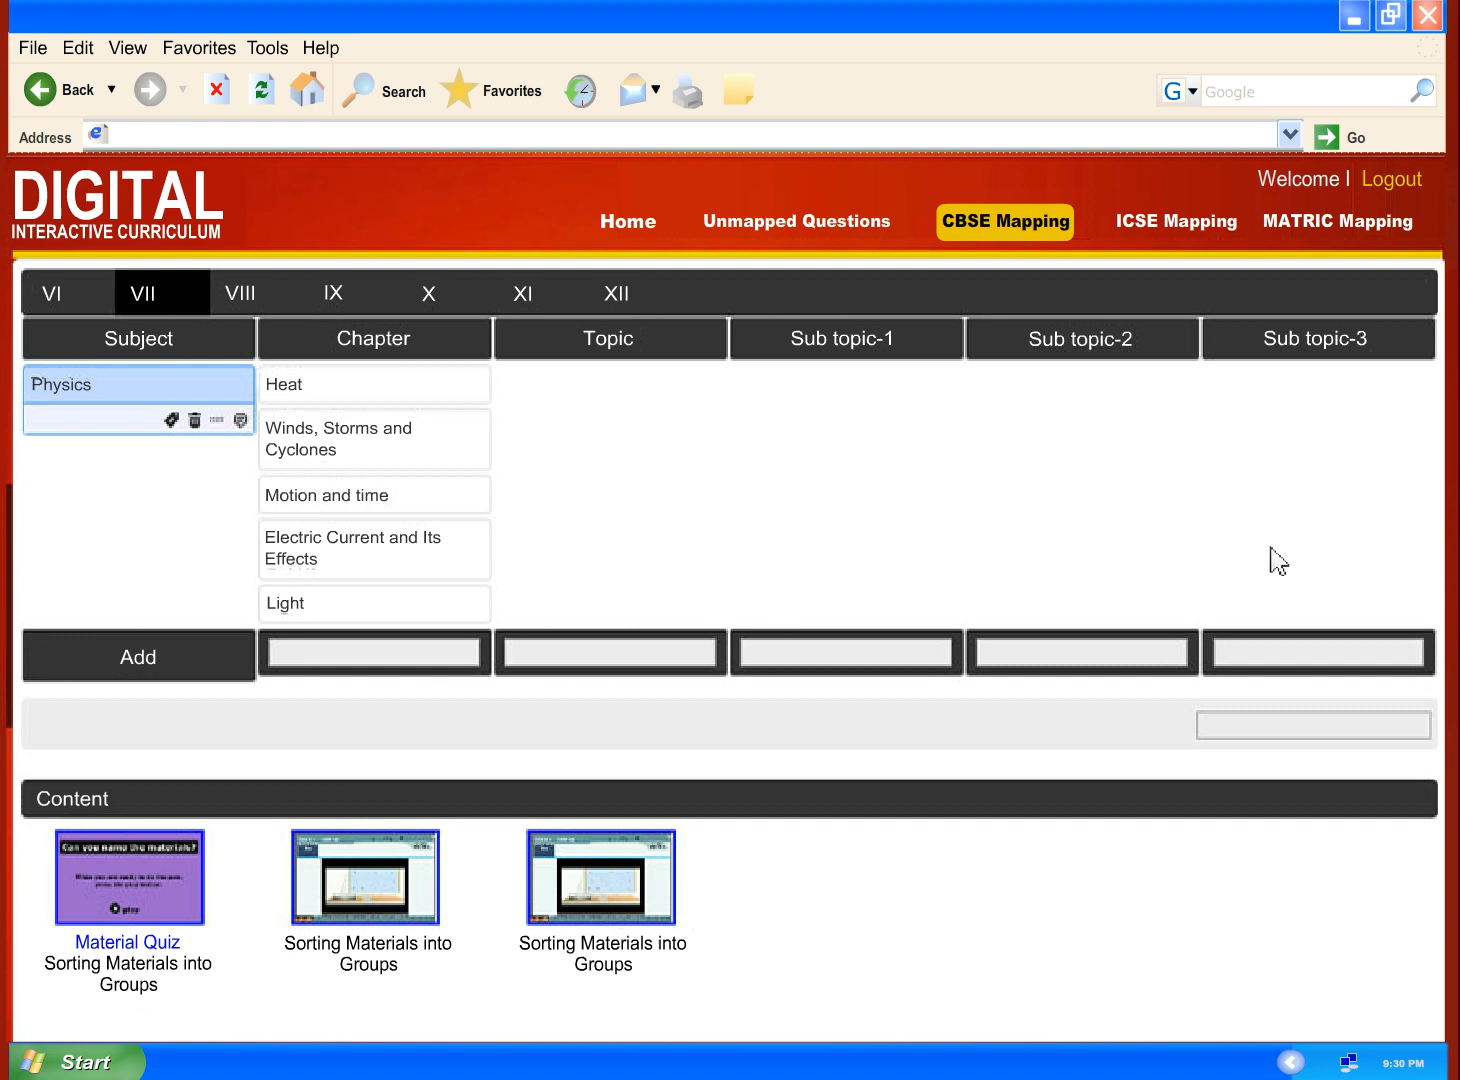 File Edit View Favorites Tools Help
Back Search Favorites G Google
Address Go
DIGITAL
INTERACTIVE CURRICULUM
Welcome | Logout
Home Unmapped Questions CBSE Mapping ICSE Mapping MATRIC Mapping
VI VII VIII IX X XI XII
Subject Chapter Topic Sub topic-1 Sub topic-2 Sub topic-3
Physics
Heat
Winds, Storms and
Cyclones
Motion and time
Electric Current and Its
Effects
Light
Add
Content
Can you name the materials?
play
Material Quiz
Sorting Materials into
Groups
Sorting Materials into
Groups
Sorting Materials into
Groups
Start 9:30 PM